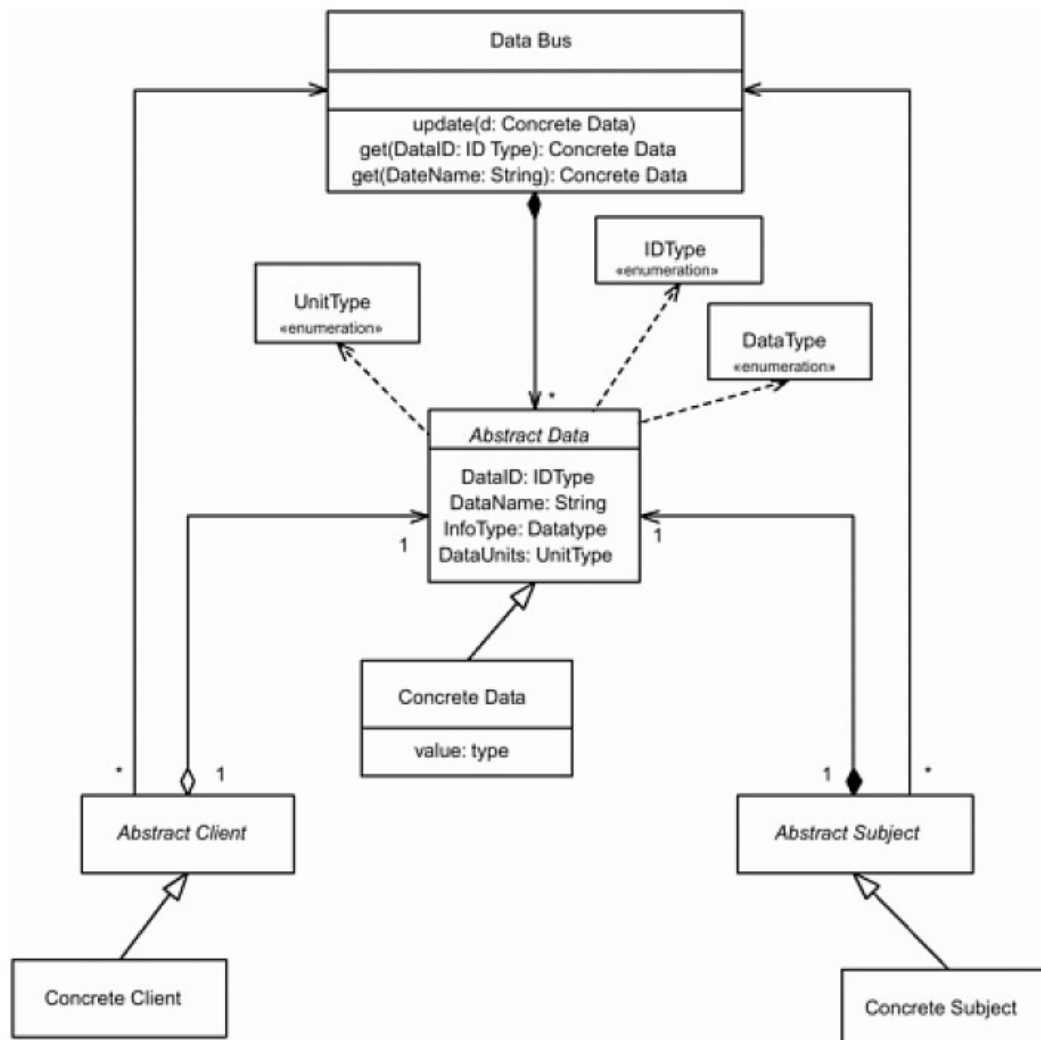 Data Bus
update(d: Concrete Data)
get(DataID: ID Type): Concrete Data
get(DateName: String): Concrete Data
IDType
«enumeration»
UnitType
«enumeration»
DataType
«enumeration»
*
Abstract Data
DataID: IDType
DataName: String
InfoType: Datatype
DataUnits: UnitType
1
1
Concrete Data
value: type
*
1
1
*
Abstract Client
Abstract Subject
Concrete Client
Concrete Subject